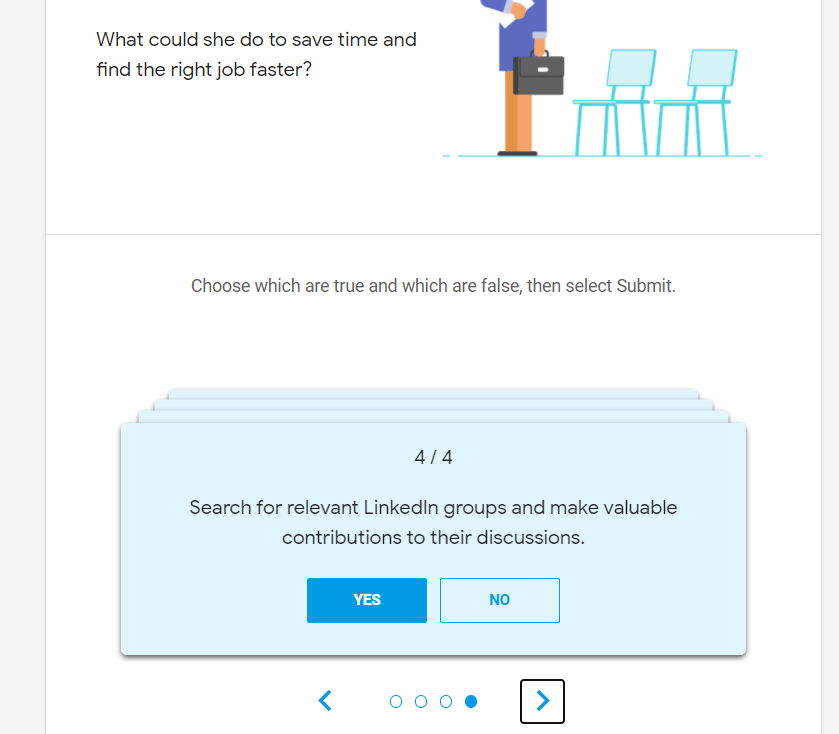 What could she do to save time and
find the right job faster?
Choose which are true and which are false, then select Submit.
4 / 4
Search for relevant LinkedIn groups and make valuable
contributions to their discussions.
YES
NO